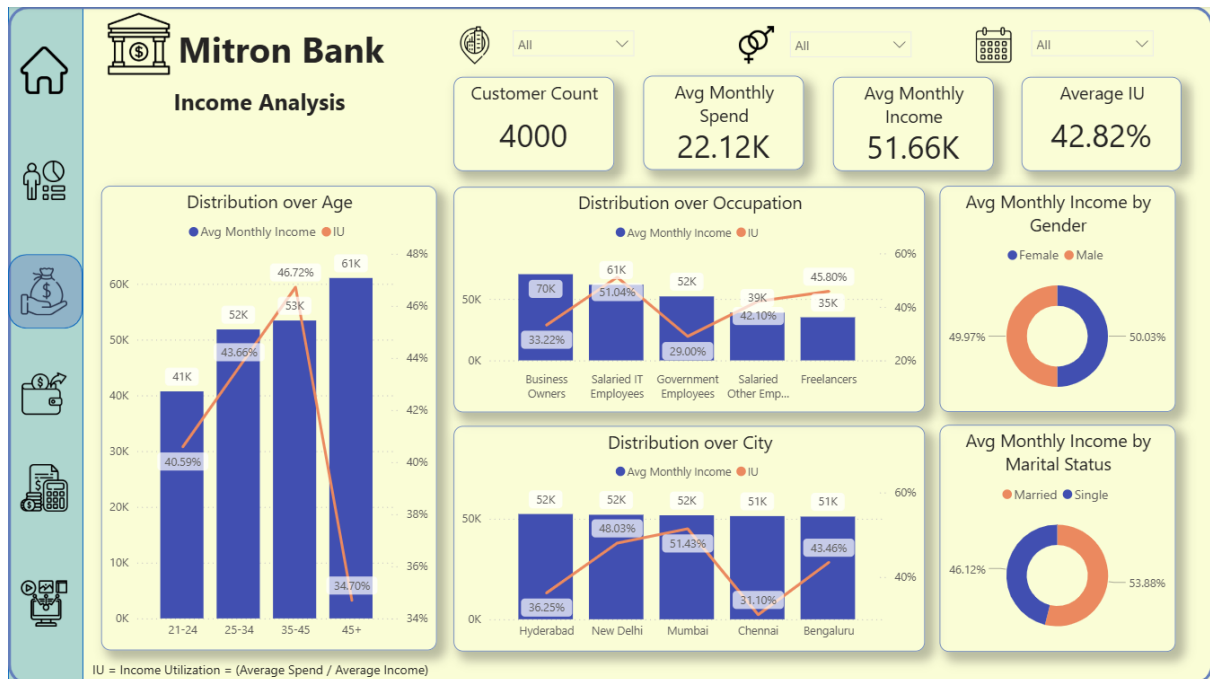 Mitron Bank
Income Analysis
All
All
All
Customer Count
4000
Avg Monthly
Spend
22.12K
Avg Monthly
Income
51.66K
Average IU
42.82%
Distribution over Age
Avg Monthly Income IU
48%
46%
44%
42%
40%
38%
36%
34%
60K
50K
40K
30K
20K
10K
0K
41K
52K
53K
61K
40.59%
43.66%
46.72%
34.70%
21-24 25-34 35-45 45+
Distribution over Occupation
Avg Monthly Income IU
60%
40%
20%
50K
0K
70K
61K
52K
39K
35K
33.22%
51.04%
29.00%
42.10%
45.80%
Business
Owners
Salaried IT
Employees
Government
Employees
Salaried
Other Emp...
Freelancers
Avg Monthly Income by
Gender
Female Male
49.97%
50.03%
Distribution over City
Avg Monthly Income IU
60%
40%
50K
0K
52K
52K
52K
51K
51K
36.25%
48.03%
51.43%
31.10%
43.46%
Hyderabad New Delhi Mumbai Chennai Bengaluru
Avg Monthly Income by
Marital Status
Married Single
46.12%
53.88%
IU = Income Utilization = (Average Spend / Average Income)